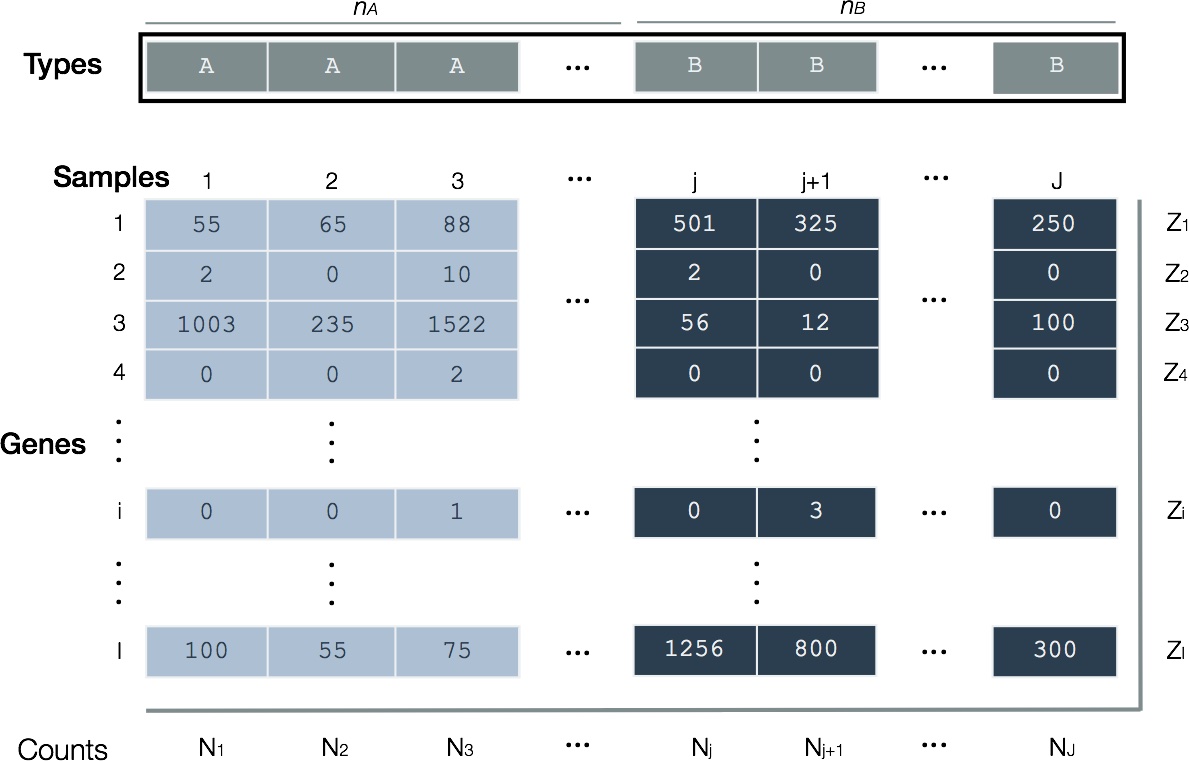 nA nB
Types A A A ... B B ... B
Samples 1 2 3 ... j j+1 ... J
1 55 65 88 501 325 250 Z1
2 2 0 10 2 0 0 Z2
... ...
3 1003 235 1522 56 12 100 Z3
4 0 0 2 0 0 0 Z4
Genes
i 0 0 1 ... 0 3 ... 0 Zi
I 100 55 75 ... 1256 800 ... 300 ZI
Counts N1 N2 N3 ... Nj Nj+1 ... NJ